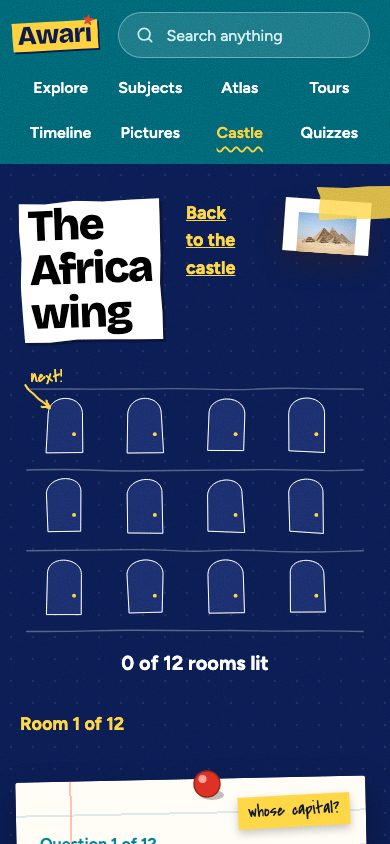 Awari
Search anything
Explore Subjects Atlas Tours
Timeline Pictures Castle Quizzes
The
Africa
wing
Back
to the
castle
next!
0 of 12 rooms lit
Room 1 of 12
whose capital?
Question 1 of 12